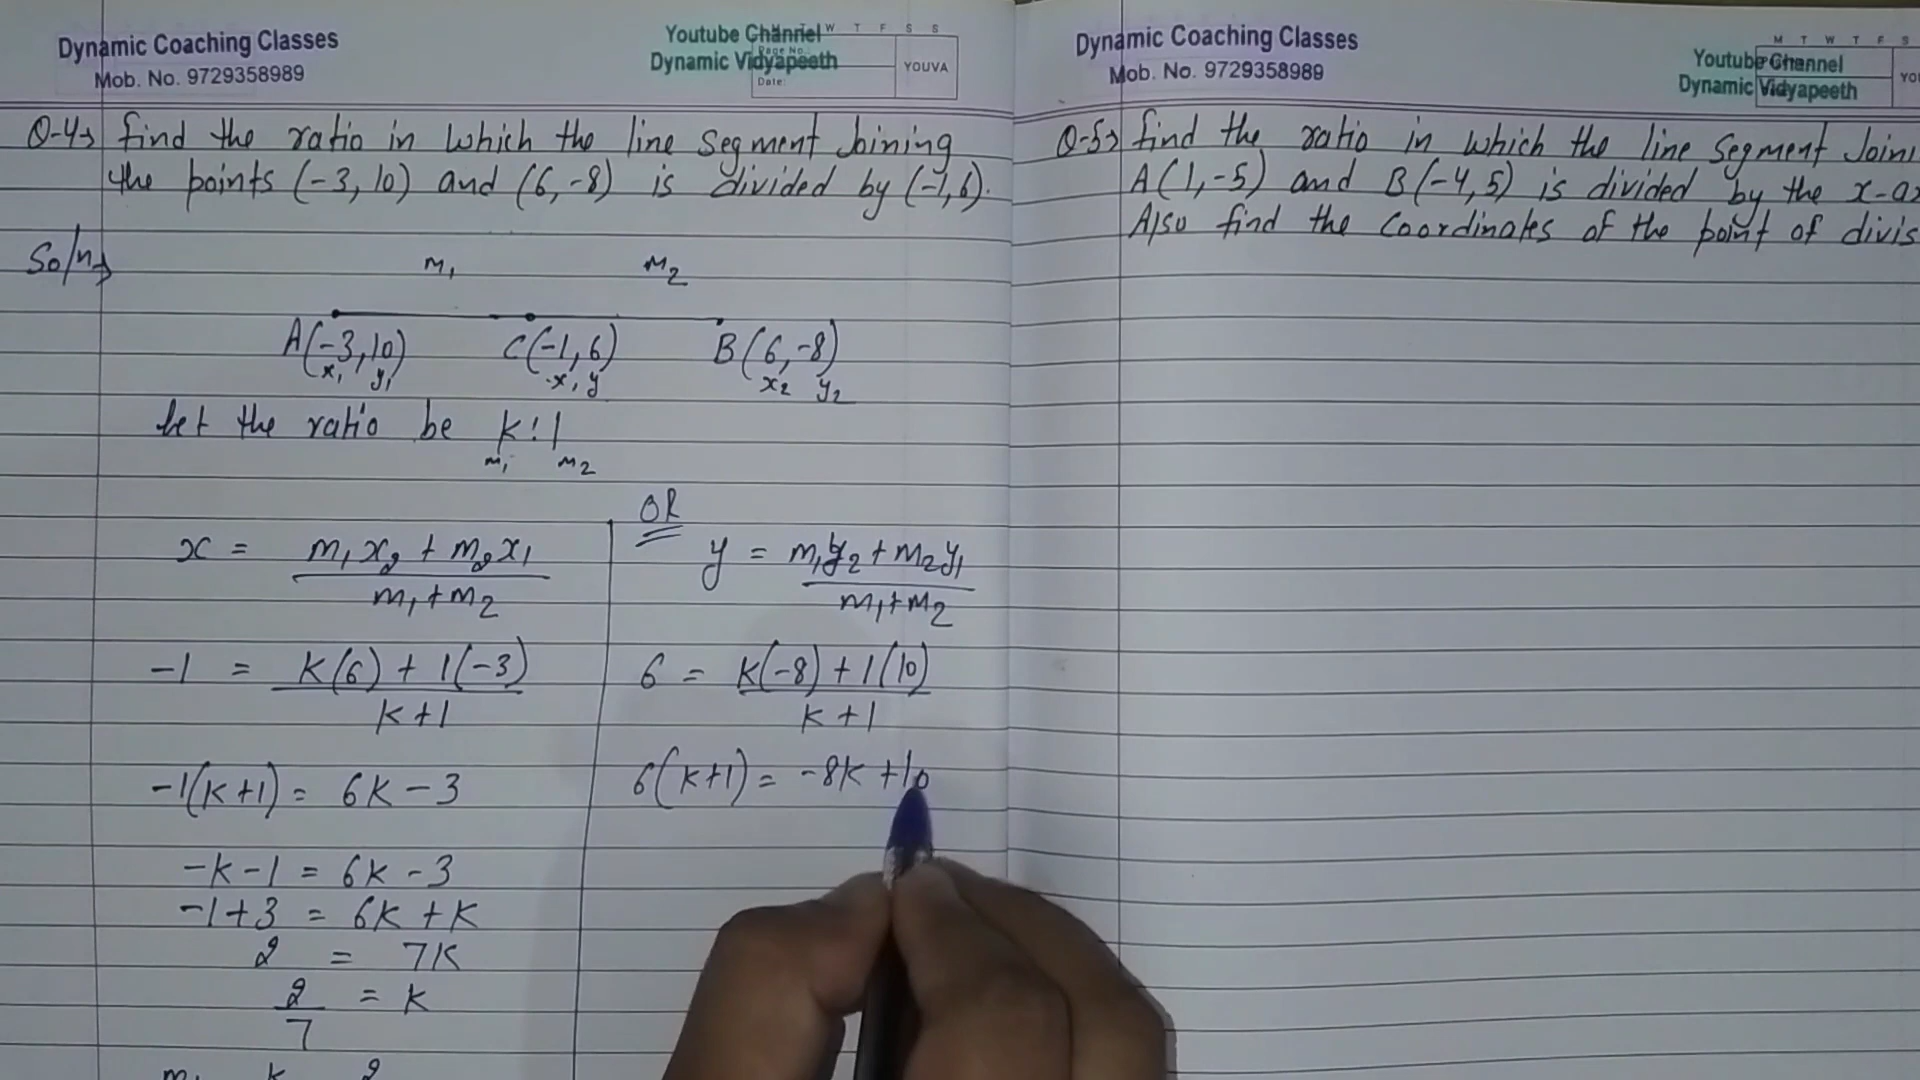 Dynamic Coaching Classes
Mob. No. 9729358989
Youtube Channel
Dynamic Vidyapeeth
W T F S S
Page No.
Date:
YOUVA
Q-4→ find the ratio in which the line segment Joining
the points (-3, 10) and (6, -8) is divided by (-1, 6).
Soln→
m₁ m₂
A(-3, 10) C(-1, 6) B(6, -8)
x₁ y₁ x, y x₂ y₂
let the ratio be k:1
m₁ m₂
x = m₁x₂ + m₂x₁ / m₁+m₂
-1 = k(6) + 1(-3) / k+1
-1(k+1) = 6k - 3
-k-1 = 6k - 3
-1+3 = 6k + k
2 = 7k
2/7 = k
m₁ k 2
OR
y = m₁y₂ + m₂y₁ / m₁+m₂
6 = k(-8) + 1(10) / k+1
6(k+1) = -8k +10
Dynamic Coaching Classes
Mob. No. 9729358989
M T W T F S
Youtube Channel
Dynamic Vidyapeeth
YO
Q-5→ find the ratio in which the line segment Joini
A(1, -5) and B(-4, 5) is divided by the x-a
Also find the Coordinates of the point of divis